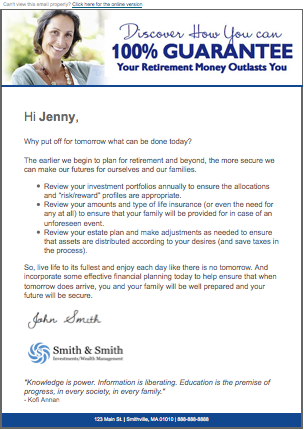 Can't view this email properly? Click here for the online version
Discover How You can
100% GUARANTEE
Your Retirement Money Outlasts You
Hi Jenny,
Why put off for tomorrow what can be done today?
The earlier we begin to plan for retirement and beyond, the more secure we
can make our futures for ourselves and our families.
• Review your investment portfolios annually to ensure the allocations
and "risk/reward" profiles are appropriate.
• Review your amounts and type of life insurance (or even the need for
any at all) to ensure that your family will be provided for in case of an
unforeseen event.
• Review your estate plan and make adjustments as needed to ensure
that assets are distributed according to your desires (and save taxes in
the process).
So, live life to its fullest and enjoy each day like there is no tomorrow. And
incorporate some effective financial planning today to help ensure that when
tomorrow does arrive, you and your family will be well prepared and your
future will be secure.
John Smith
Smith & Smith
Investments/Wealth Management
"Knowledge is power. Information is liberating. Education is the premise of
progress, in every society, in every family."
- Kofi Annan
123 Main St. | Smithville, MA 01010 | 888-888-8888